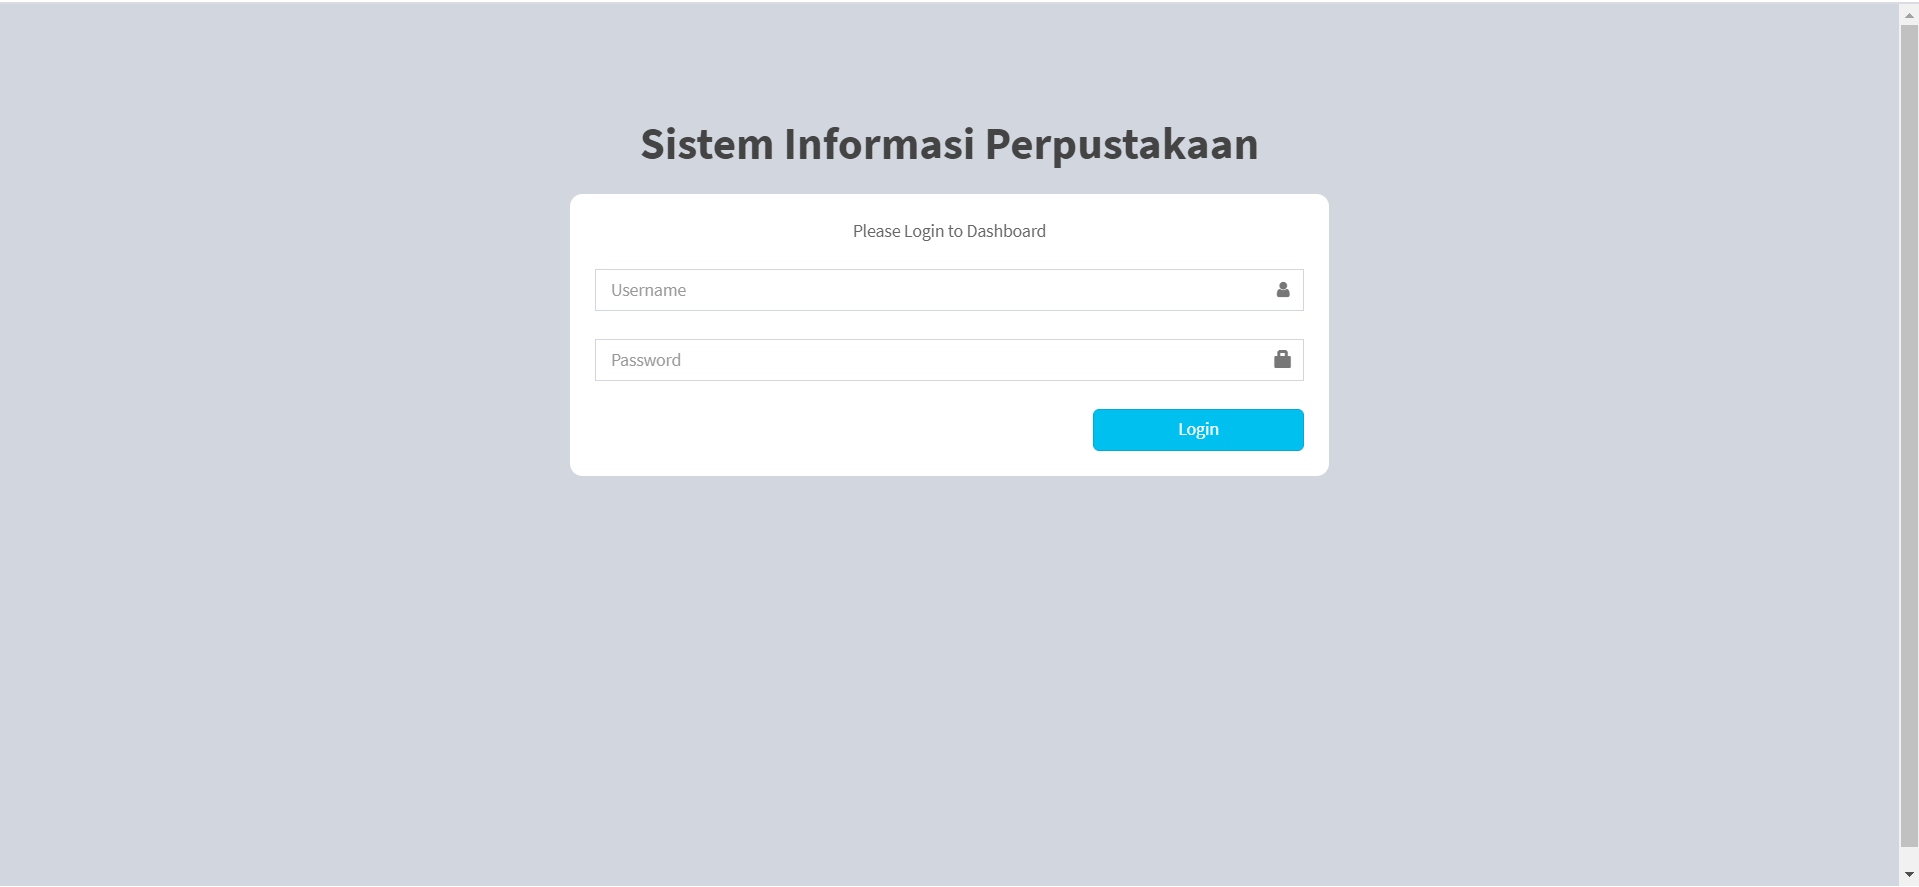 Sistem Informasi Perpustakaan
Please Login to Dashboard
Username
Password
Login